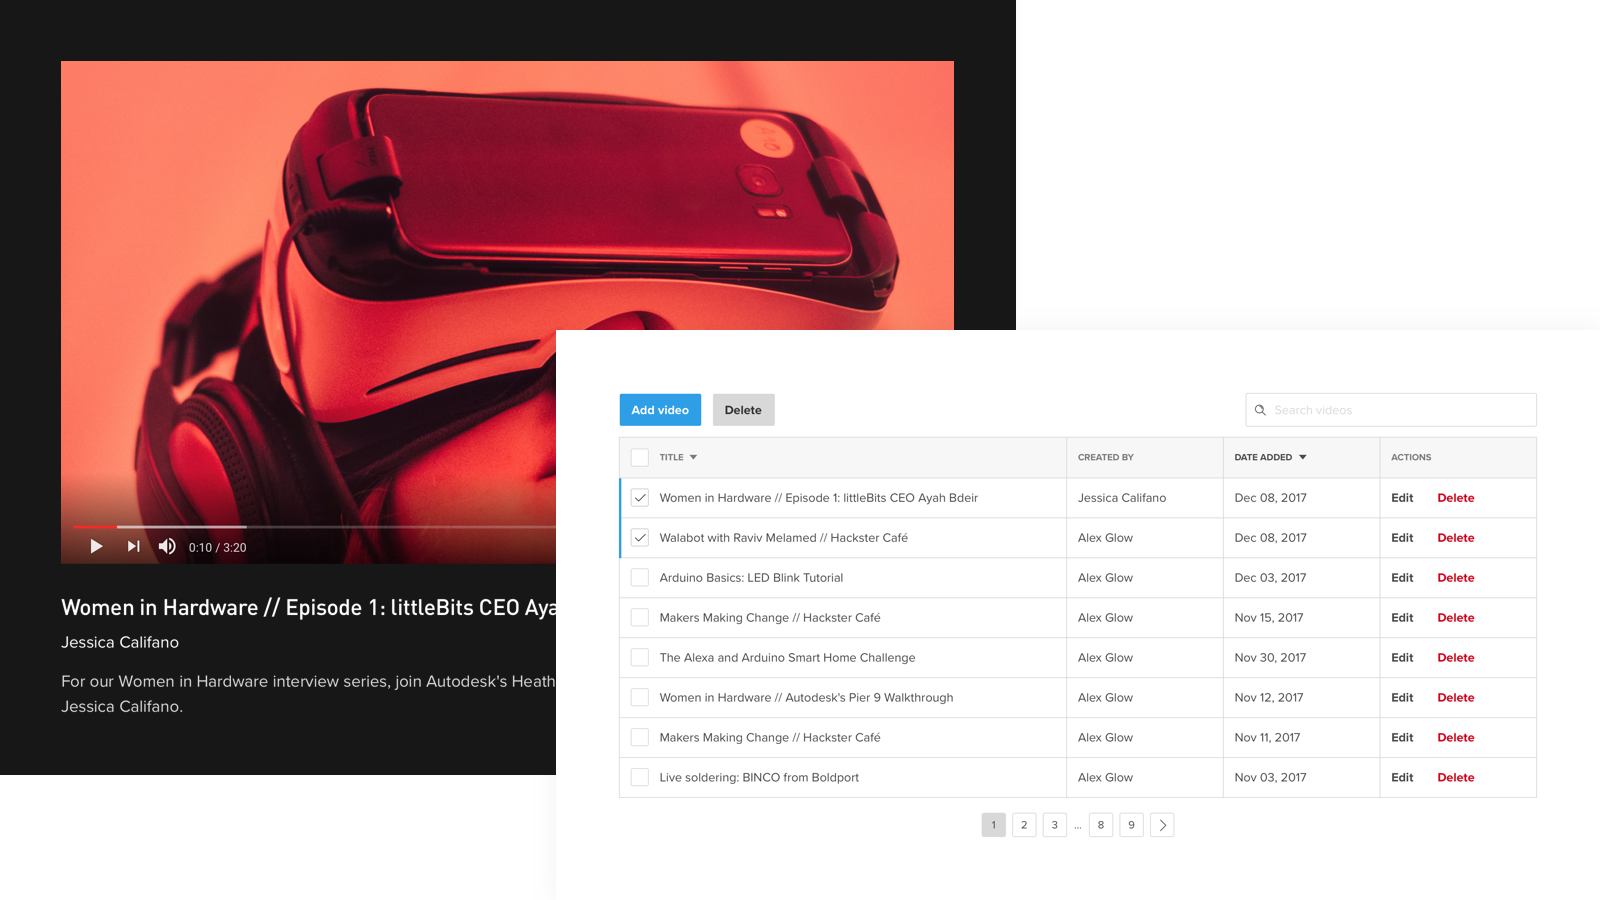 A10
0:10 / 3:20
Women in Hardware // Episode 1: littleBits CEO Aya
Jessica Califano
For our Women in Hardware interview series, join Autodesk's Heath
Jessica Califano.
Add video
Delete
Search videos
TITLE CREATED BY DATE ADDED ACTIONS
Women in Hardware // Episode 1: littleBits CEO Ayah Bdeir Jessica Califano Dec 08, 2017 Edit Delete
Walabot with Raviv Melamed // Hackster Café Alex Glow Dec 08, 2017 Edit Delete
Arduino Basics: LED Blink Tutorial Alex Glow Dec 03, 2017 Edit Delete
Makers Making Change // Hackster Café Alex Glow Nov 15, 2017 Edit Delete
The Alexa and Arduino Smart Home Challenge Alex Glow Nov 30, 2017 Edit Delete
Women in Hardware // Autodesk's Pier 9 Walkthrough Alex Glow Nov 12, 2017 Edit Delete
Makers Making Change // Hackster Café Alex Glow Nov 11, 2017 Edit Delete
Live soldering: BINCO from Boldport Alex Glow Nov 03, 2017 Edit Delete
1 2 3 ... 8 9